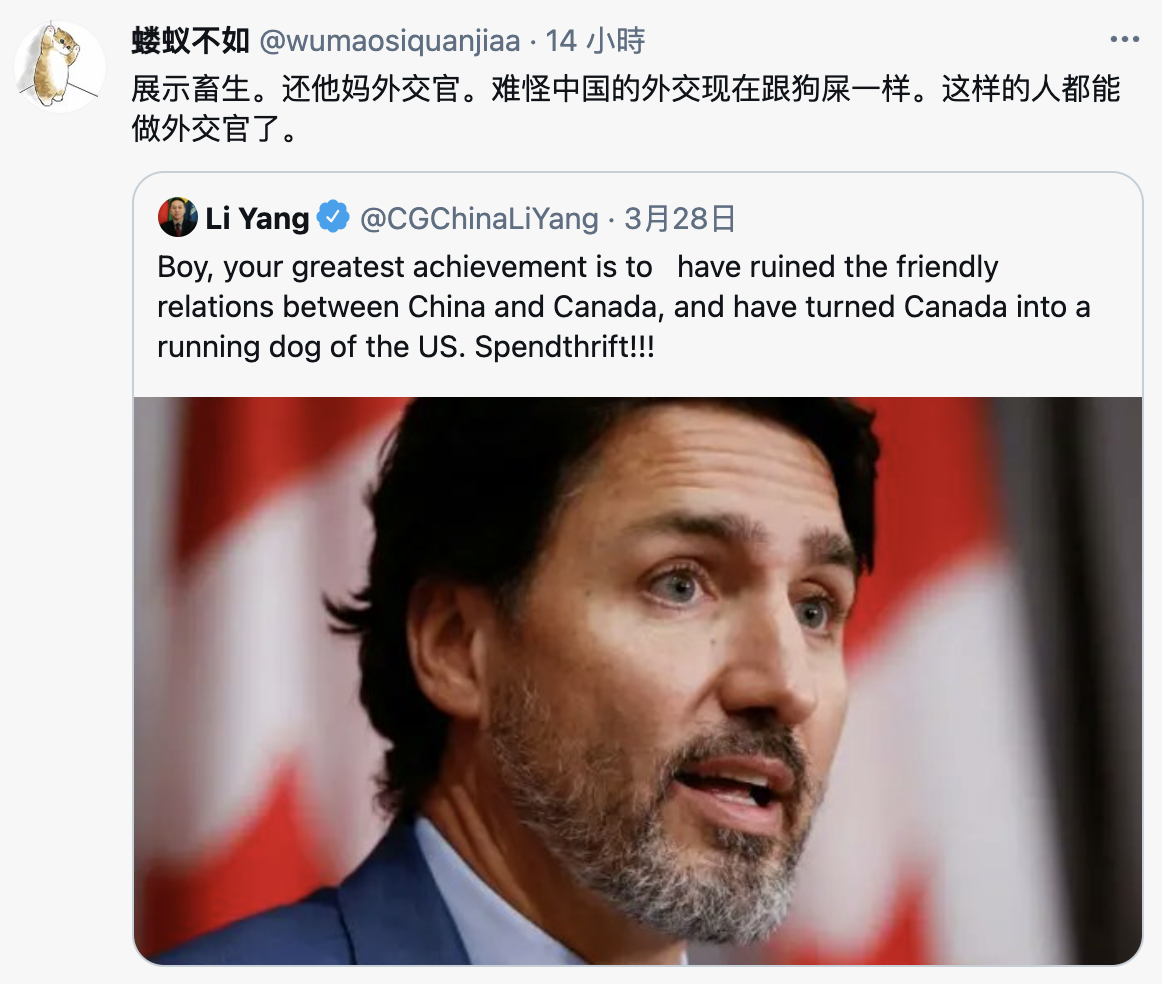 蝼蚁不如 @wumaosiquanjiaa · 14 小時
展示畜生。还他妈外交官。难怪中国的外交现在跟狗屎一样。这样的人都能
做外交官了。
Li Yang @CGChinaLiYang · 3月28日
Boy, your greatest achievement is to   have ruined the friendly
relations between China and Canada, and have turned Canada into a
running dog of the US. Spendthrift!!!